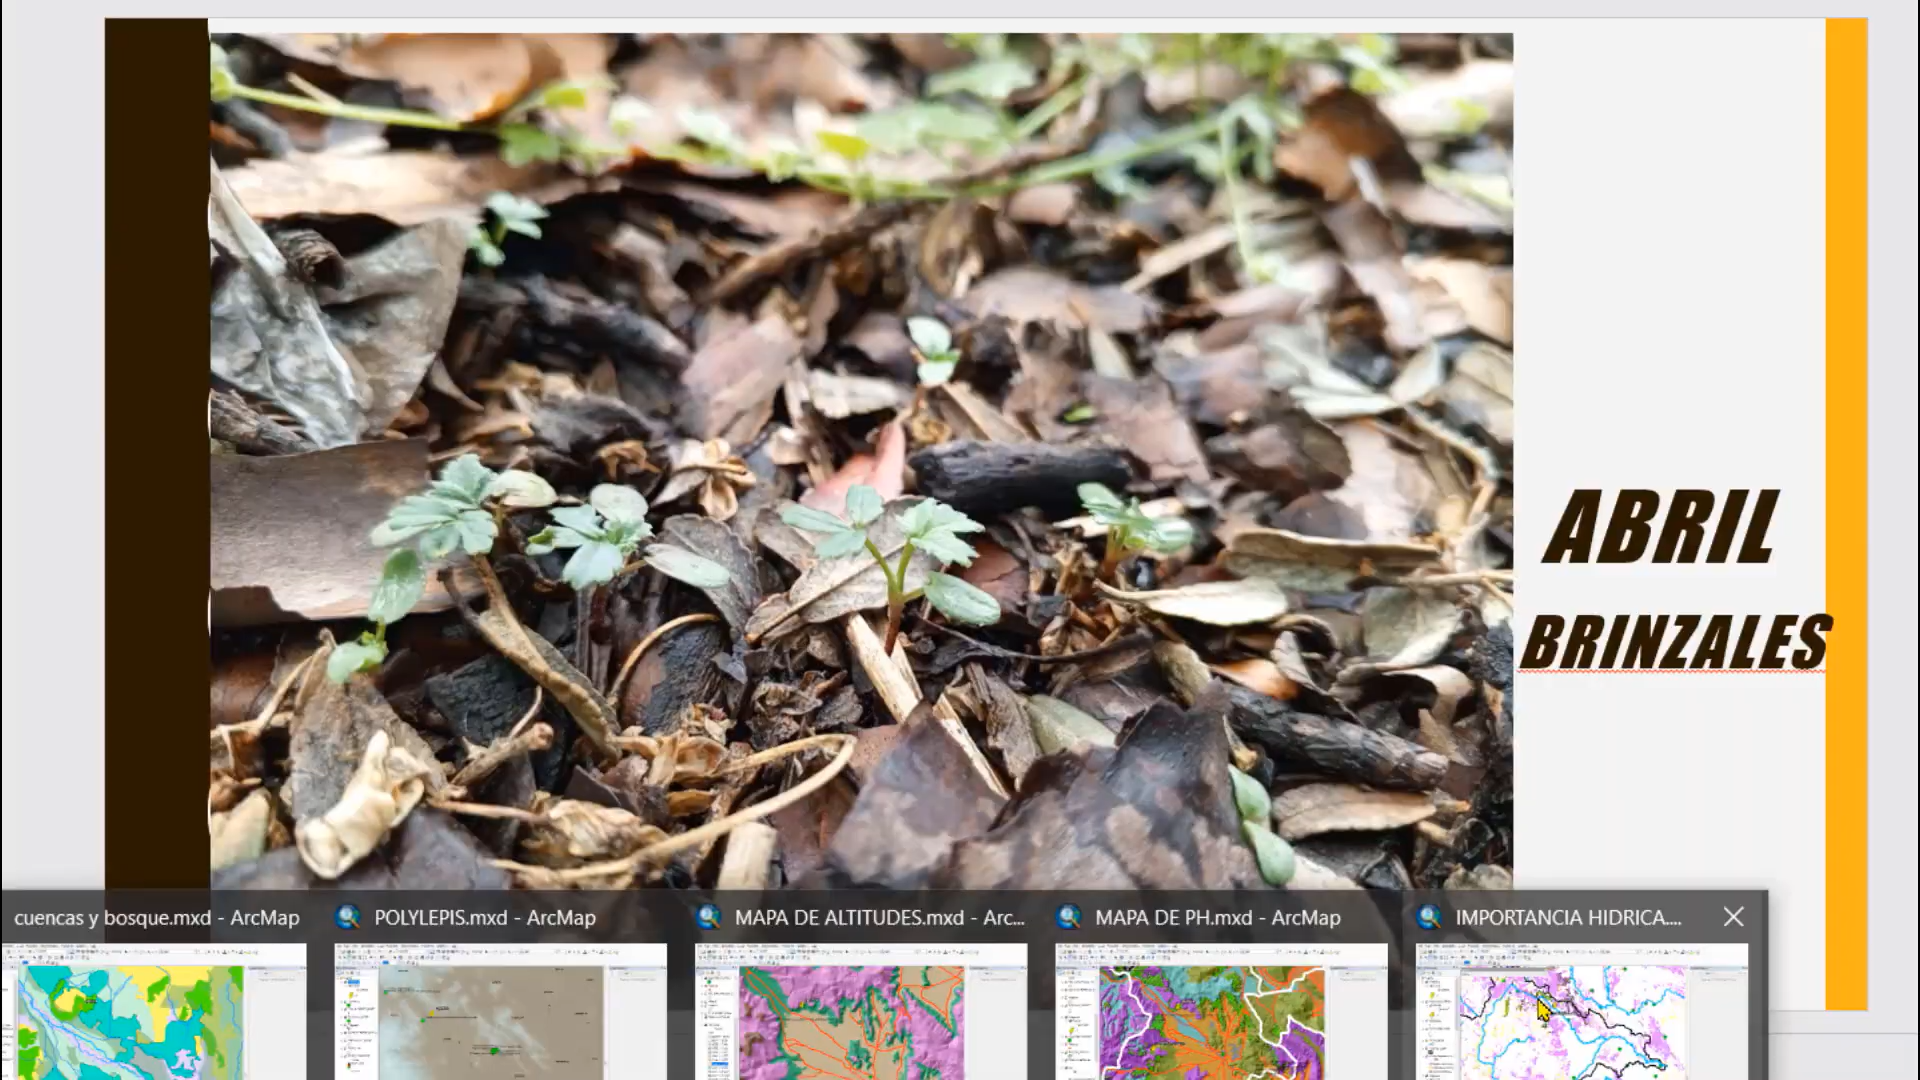 ABRIL
BRINZALES
cuencas y bosque.mxd - ArcMap
POLYLEPIS.mxd - ArcMap
MAPA DE ALTITUDES.mxd - Arc...
MAPA DE PH.mxd - ArcMap
IMPORTANCIA HIDRICA....